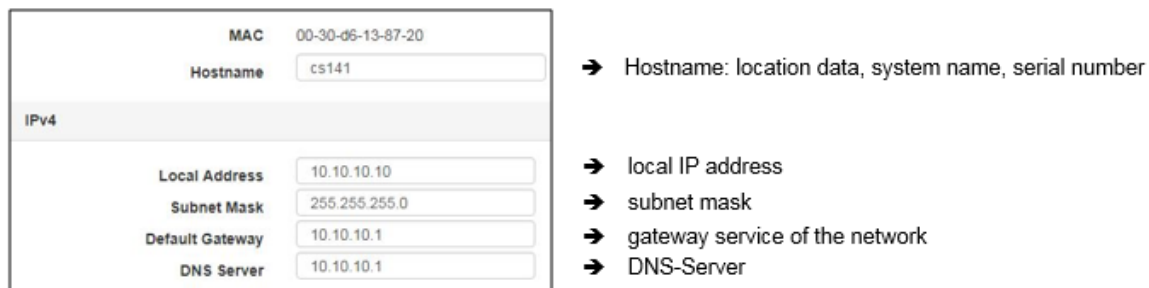 MAC 00-30-d6-13-87-20
Hostname cs141 ➔ Hostname: location data, system name, serial number
IPv4
Local Address 10.10.10.10 ➔ local IP address
Subnet Mask 255.255.255.0 ➔ subnet mask
Default Gateway 10.10.10.1 ➔ gateway service of the network
DNS Server 10.10.10.1 ➔ DNS-Server